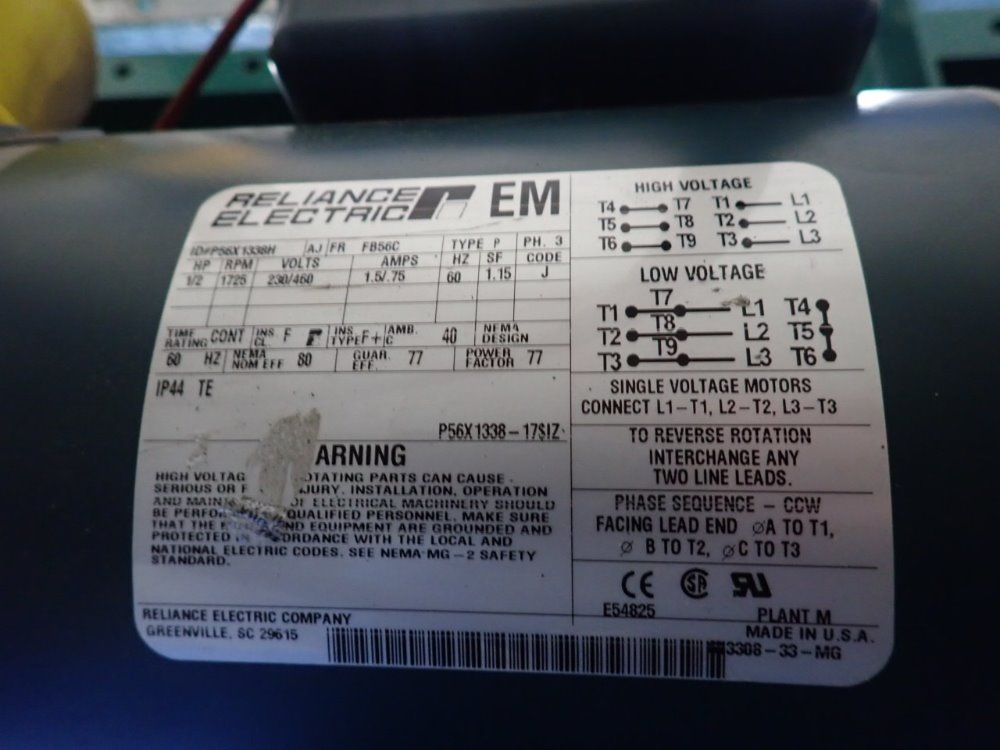 RELIANCE
ELECTRIC EM
ID#P56X1338H AJ FR FB56C TYPE P PH. 3
HP RPM VOLTS AMPS HZ SF CODE
1/2 1725 230/460 1.5/.75 60 1.15 J
TIME RATING CONT INS. CL. F INS. TYPE F+ AMB. C 40 NEMA DESIGN
60 HZ NEMA NOM EFF 80 GUAR. EFF. 77 POWER FACTOR 77
IP44 TE
P56X1338-
ARNING
HIGH VOLTAG OTATING PARTS CAN CAUSE
SERIOUS OR F JURY. INSTALLATION, OPERATION
AND MAIN OF ELECTRICAL MACHINERY SHOULD
BE PERFO QUALIFIED PERSONNEL. MAKE SURE
THAT THE ND EQUIPMENT ARE GROUNDED AND
PROTECTED ORDANCE WITH THE LOCAL AND
NATIONAL ELECTRIC CODES. SEE NEMA MG-2 SAFETY
STANDARD.
RELIANCE ELECTRIC COMPANY
GREENVILLE, SC 29615
HIGH VOLTAGE
T4 T7 T1 L1
T5 T8 T2 L2
T6 T9 T3 L3
LOW VOLTAGE
T7
T1 L1 T4
T8
T2 L2 T5
T9
T3 L3 T6
SINGLE VOLTAGE MOTORS
CONNECT L1-T1, L2-T2, L3-T3
TO REVERSE ROTATION
INTERCHANGE ANY
TWO LINE LEADS.
PHASE SEQUENCE - CCW
FACING LEAD END ØA TO T1,
Ø B TO T2, ØC TO T3
CE SA RU
E54825 PLANT M
MADE IN U.S.A.
3308-33-MG